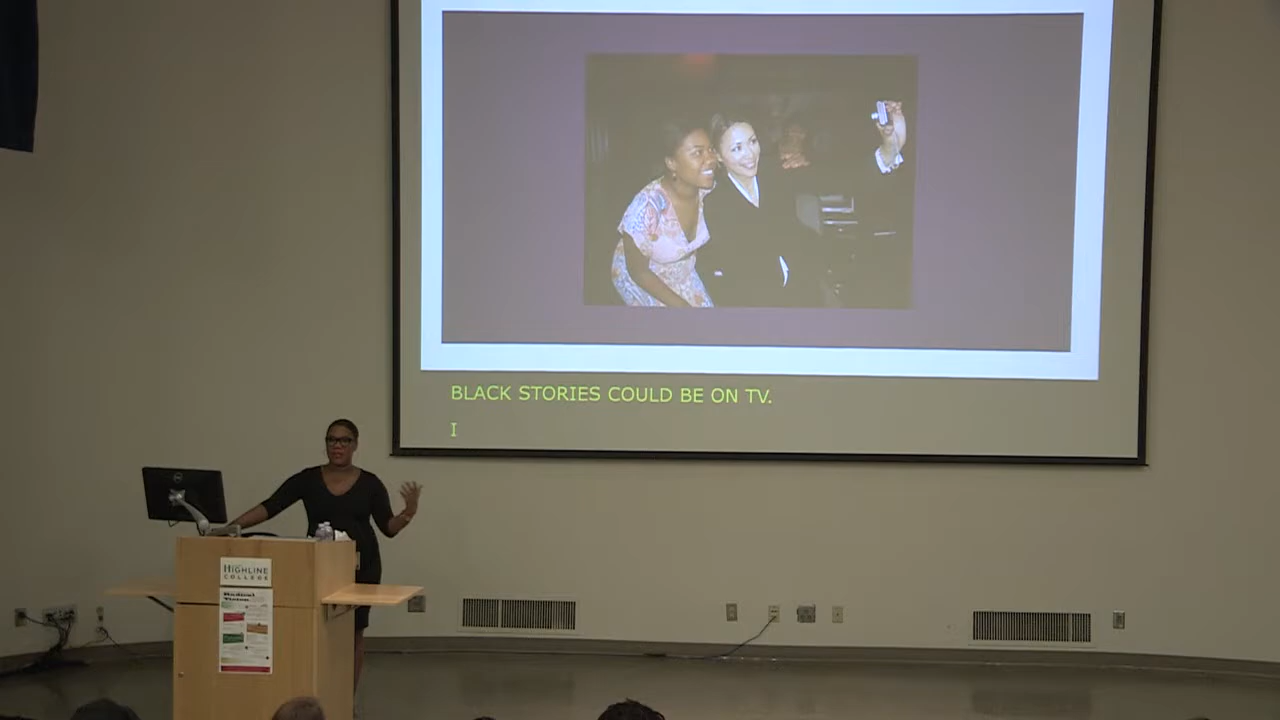 BLACK STORIES COULD BE ON TV.
I
HIGHLINE
COLLEGE